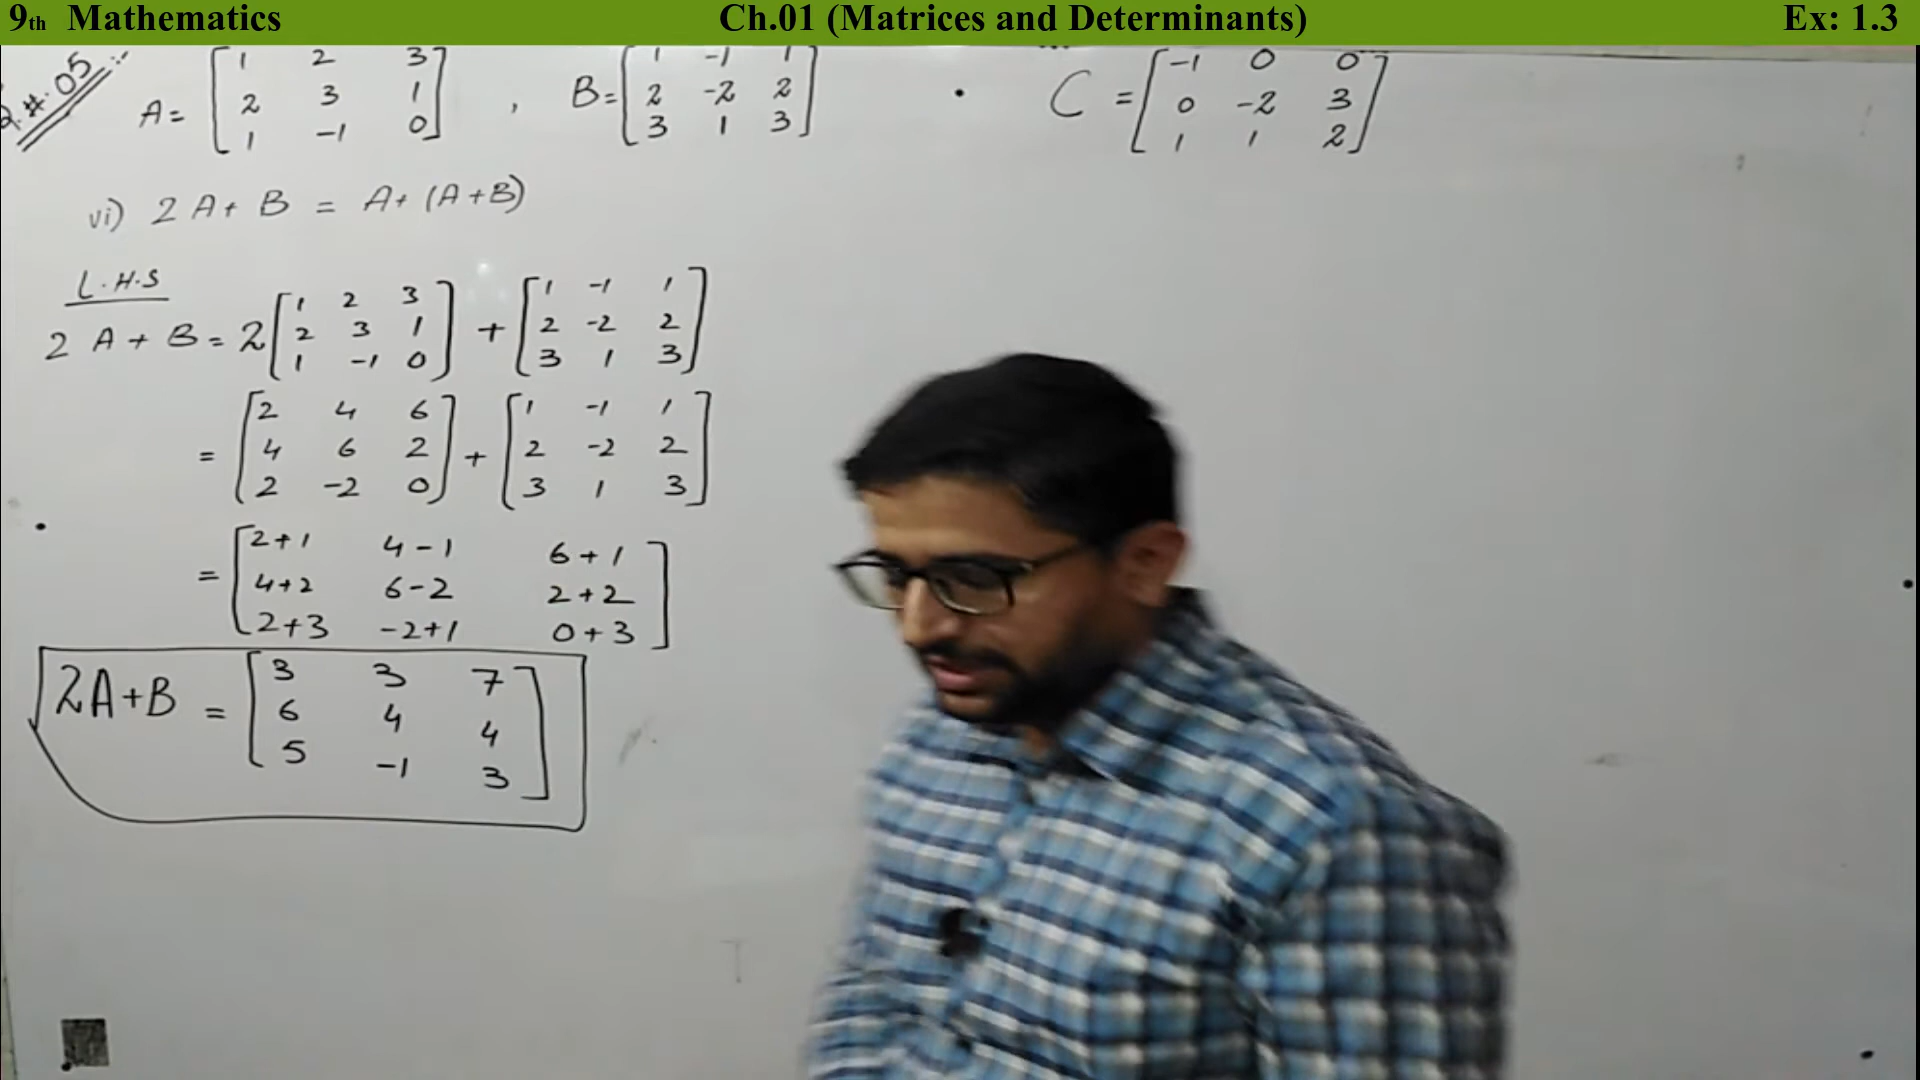 9th Mathematics Ch.01 (Matrices and Determinants) Ex: 1.3
Q.#.05 A= [1 2 3 , B= [1 -1 1 . C = [-1 0 0
2 3 1 2 -2 2 0 -2 3
1 -1 0] 3 1 3] 1 1 2]
vi) 2A+ B = A+ (A+B)
L.H.S
2 A + B = 2 [1 2 3 + [1 -1 1
2 3 1 2 -2 2
1 -1 0] 3 1 3]
= [2 4 6 + [1 -1 1
4 6 2 2 -2 2
2 -2 0] 3 1 3]
= [2+1 4-1 6+1
4+2 6-2 2+2
2+3 -2+1 0+3]
2A+B = [3 3 7
6 4 4
5 -1 3]